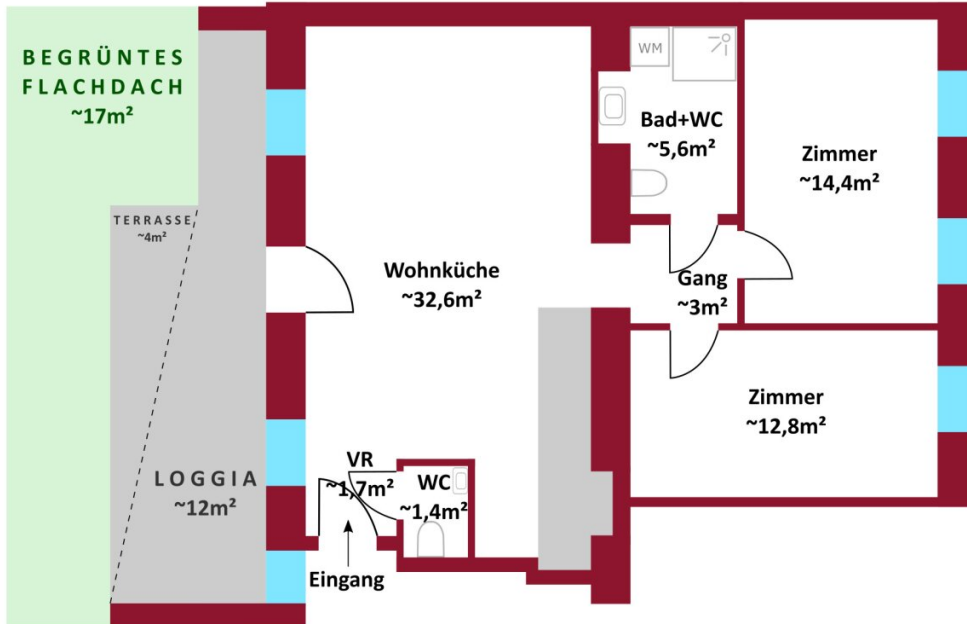 BEGRÜNTES
FLACHDACH
~17m²
TERRASSE
~4m²
LOGGIA
~12m²
Wohnküche
~32,6m²
VR
~1,7m²
WC
~1,4m²
Eingang
WM
Bad+WC
~5,6m²
Gang
~3m²
Zimmer
~14,4m²
Zimmer
~12,8m²